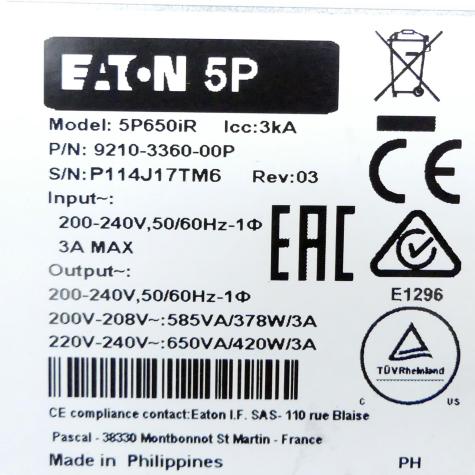 EATON 5P
Model: 5P650iR Icc:3kA
P/N: 9210-3360-00P
S/N: P114J17TM6 Rev:03
Input~:
200-240V,50/60Hz-1Φ
3A MAX
Output~:
200-240V,50/60Hz-1Φ
200V-208V~:585VA/378W/3A
220V-240V~:650VA/420W/3A
CE
EAC
E1296
TÜVRheinland
C US
CE compliance contact:Eaton I.F. SAS- 110 rue Blaise
Pascal - 38330 Montbonnot St Martin - France
Made in Philippines PH